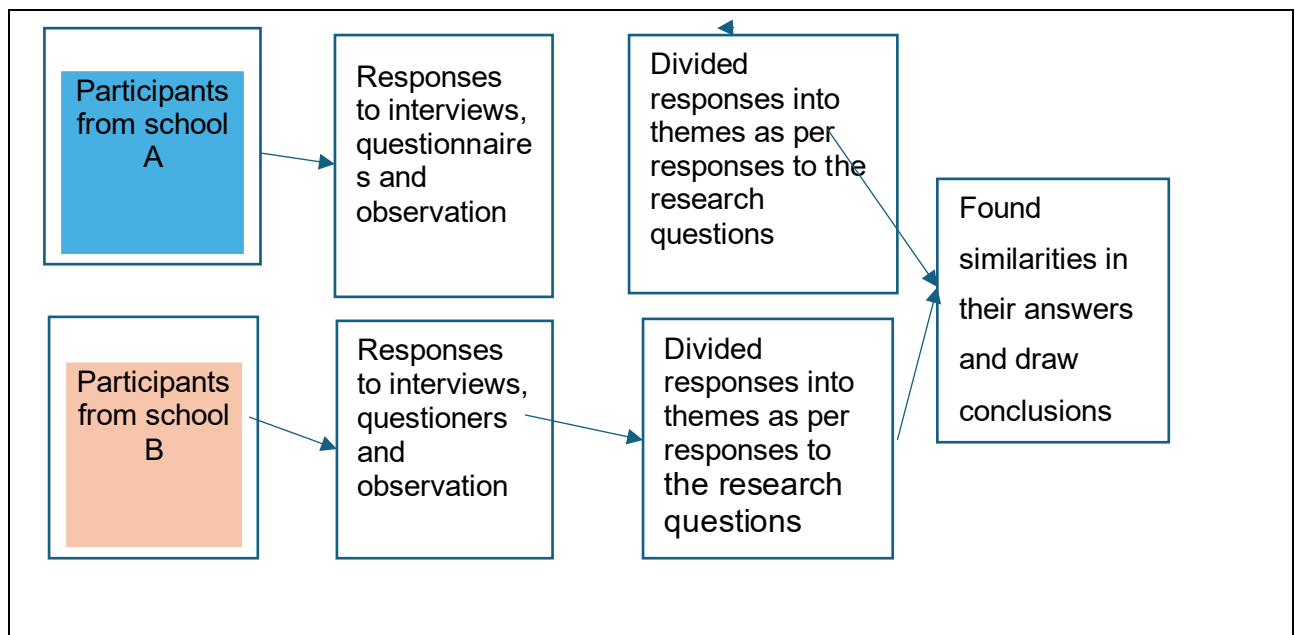 Participants
from school
A
Responses
to interviews,
questionnaire
s and
observation
Divided
responses into
themes as per
responses to the
research
questions
Found
similarities in
their answers
and draw
conclusions
Participants
from school
B
Responses
to interviews,
questioners
and
observation
Divided
responses into
themes as per
responses to
the research
questions